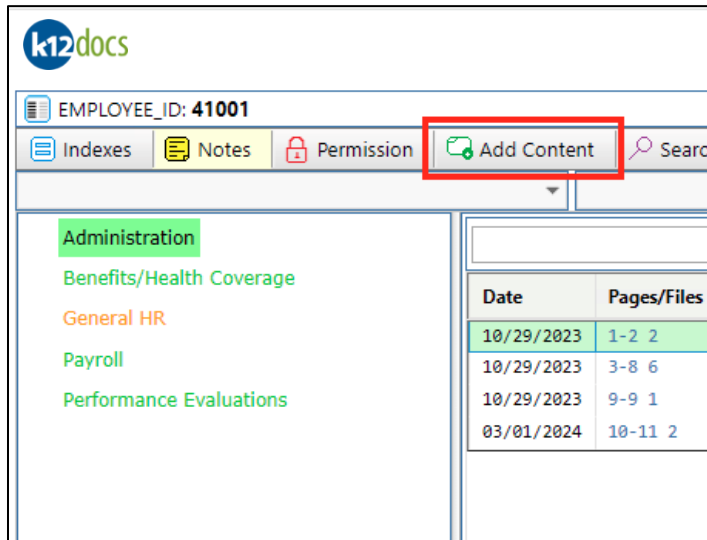 k12docs
EMPLOYEE_ID: 41001
Indexes Notes Permission Add Content
Administration
Benefits/Health Coverage
General HR
Payroll
Performance Evaluations
Date Pages/Files
10/29/2023 1-2 2
10/29/2023 3-8 6
10/29/2023 9-9 1
03/01/2024 10-11 2